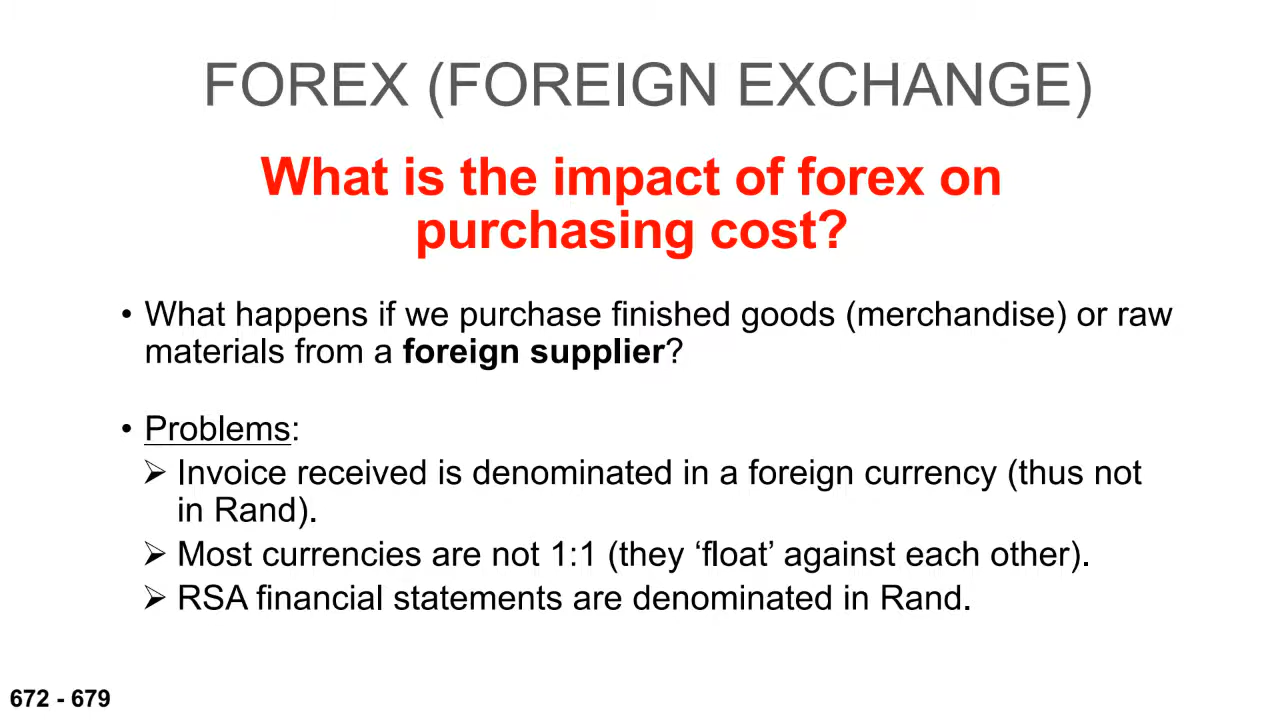 FOREX (FOREIGN EXCHANGE)
What is the impact of forex on
purchasing cost?
• What happens if we purchase finished goods (merchandise) or raw
materials from a foreign supplier?
• Problems:
➢ Invoice received is denominated in a foreign currency (thus not
in Rand).
➢ Most currencies are not 1:1 (they ‘float’ against each other).
➢ RSA financial statements are denominated in Rand.
672 - 679